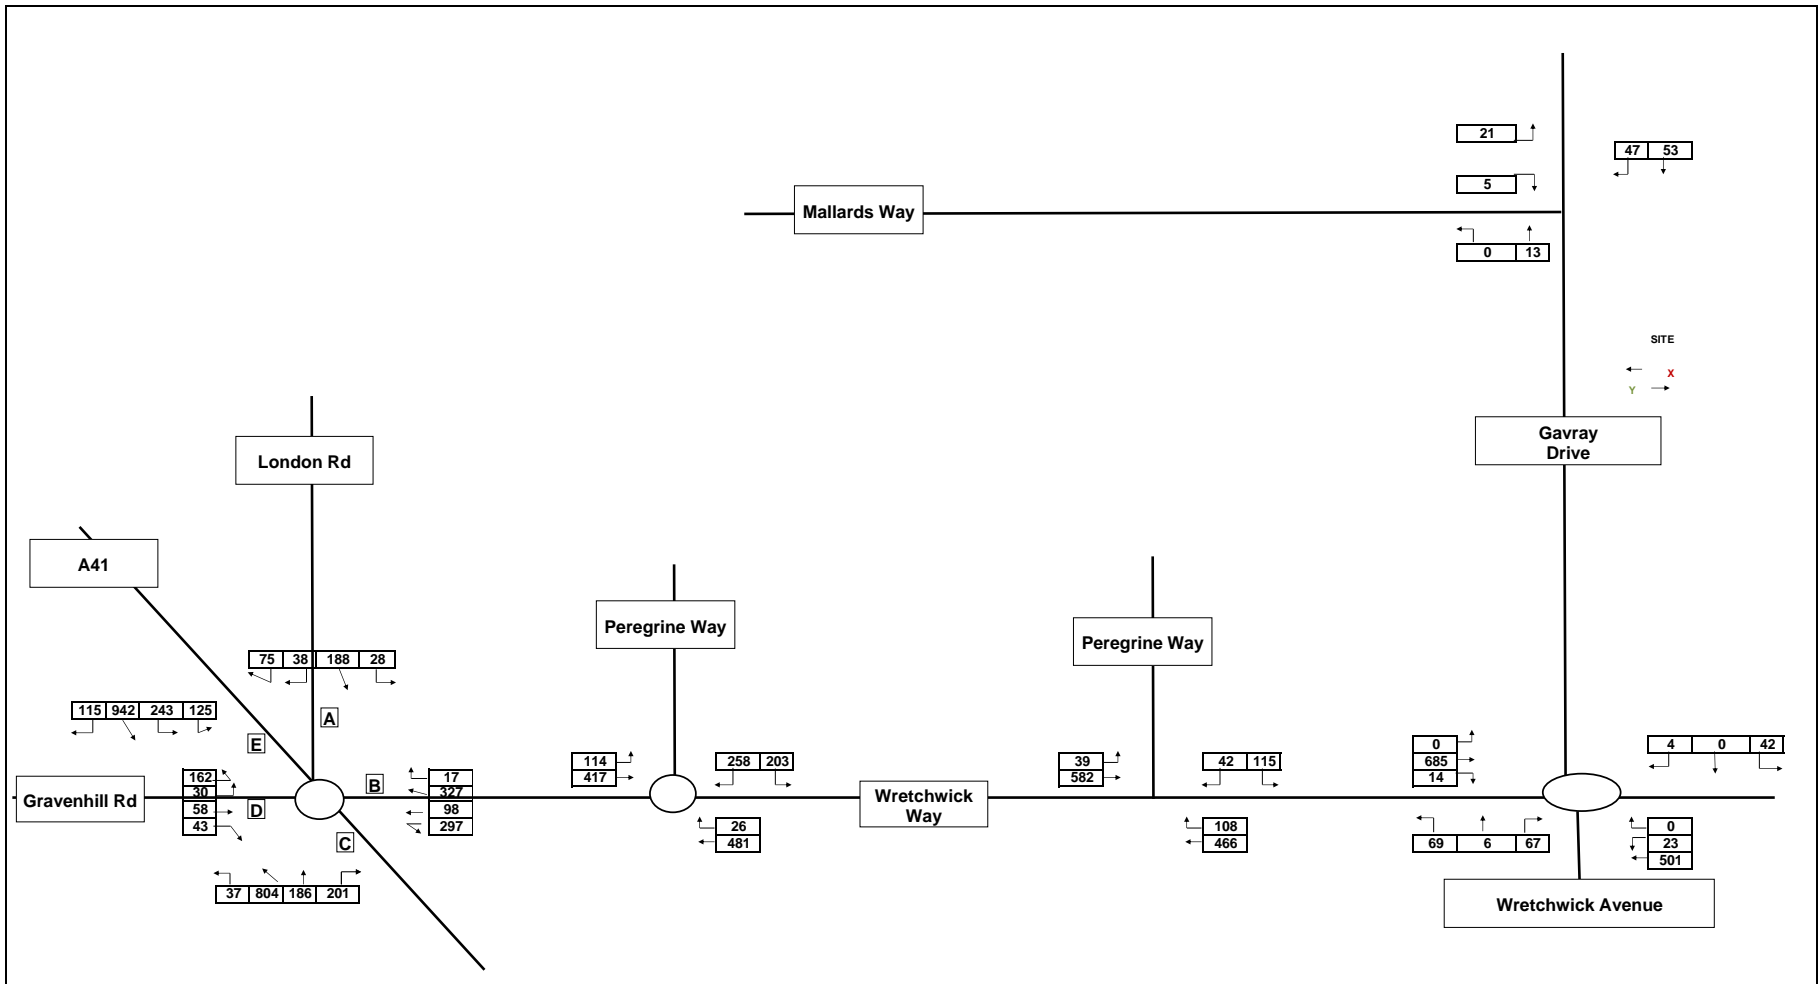 21
47 53
5
Mallards Way
0 13
SITE
X
Y
Gavray
Drive
London Rd
A41
Peregrine Way
Peregrine Way
75 38 188 28
115 942 243 125
A
E
B
D
C
Gravenhill Rd
162
30
58
43
17
327
98
297
37 804 186 201
114
417
258 203
26
481
Wretchwick
Way
39
582
42 115
108
466
0
685
14
4 0 42
69 6 67
0
23
501
Wretchwick Avenue